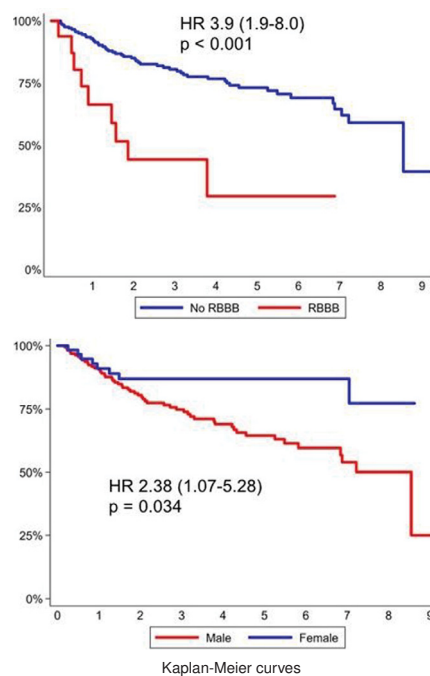 100%
75%
50%
25%
0%
HR 3.9 (1.9-8.0)
p < 0.001
1 2 3 4 5 6 7 8 9
No RBBB RBBB
100%
75%
50%
25%
0%
HR 2.38 (1.07-5.28)
p = 0.034
0 1 2 3 4 5 6 7 8 9
Male Female
Kaplan-Meier curves